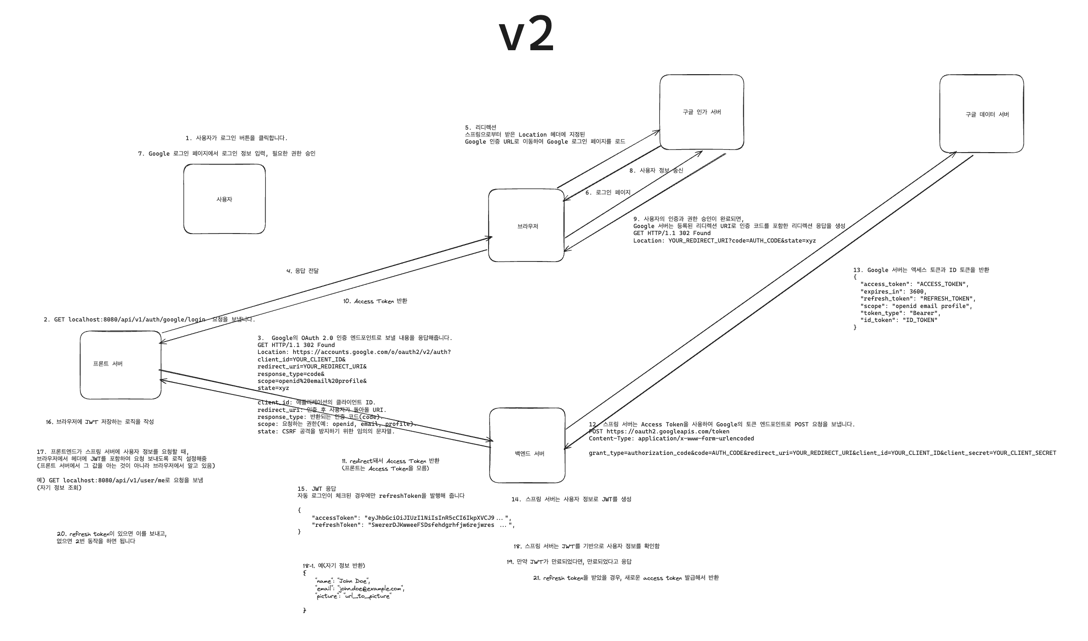 v2
구글 인가 서버
구글 데이터 서버
1. 사용자가 로그인 버튼을 클릭합니다.
7. Google 로그인 페이지에서 로그인 정보 입력, 필요한 권한 승인
사용자
5. 리디렉션
스프링으로부터 받은 Location 헤더에 지정된
Google 인증 URL로 이동하여 Google 로그인 페이지를 로드
8. 사용자 정보 송신
6. 로그인 페이지
브라우저
9. 사용자의 인증과 권한 승인이 완료되면,
Google 서버는 등록된 리디렉션 URI로 인증 코드를 포함한 리디렉션 응답을 생성
GET HTTP/1.1 302 Found
Location: YOUR_REDIRECT_URI?code=AUTH_CODE&state=xyz
4. 응답 전달
10. Access Token 반환
13. Google 서버는 액세스 토큰과 ID 토큰을 반환
{
"access_token": "ACCESS_TOKEN",
"expires_in": 3600,
"refresh_token": "REFRESH_TOKEN",
"scope": "openid email profile",
"token_type": "Bearer",
"id_token": "ID_TOKEN"
}
2. GET localhost:8080/api/v1/auth/google/login 요청을 보냅니다.
프론트 서버
3. Google의 OAuth 2.0 인증 엔드포인트로 보낼 내용을 응답해줍니다.
GET HTTP/1.1 302 Found
Location: https://accounts.google.com/o/oauth2/v2/auth?
client_id=YOUR_CLIENT_ID&
redirect_uri=YOUR_REDIRECT_URI&
response_type=code&
scope=openid%20email%20profile&
state=xyz
client_id: 애플리케이션의 클라이언트 ID.
redirect_uri: 인증 후 사용자가 돌아올 URI.
response_type: 반환되는 인증 코드(code).
scope: 요청하는 권한(예: openid, email, profile).
state: CSRF 공격을 방지하기 위한 임의의 문자열.
16. 브라우저에 JWT 저장하는 로직을 작성
17. 프론트엔드가 스프링 서버에 사용자 정보를 요청할 때,
브라우저에서 헤더에 JWT를 포함하여 요청 보내도록 로직 설정해줌
(프론트 서버에서 그 값을 아는 것이 아니라 브라우저에서 알고 있음)
예) GET localhost:8080/api/v1/user/me로 요청을 보냄
(자기 정보 조회)
20. refresh token이 있으면 이를 보내고,
없으면 2번 동작을 하면 됩니다
11. redirect돼서 Access Token 반환
(프론트는 Access Token을 모름)
백엔드 서버
12. 스프링 서버는 Access Token을 사용하여 Google의 토큰 엔드포인트로 POST 요청을 보냅니다.
POST https://oauth2.googleapis.com/token
Content-Type: application/x-www-form-urlencoded
grant_type=authorization_code&code=AUTH_CODE&redirect_uri=YOUR_REDIRECT_URI&client_id=YOUR_CLIENT_ID&client_secret=YOUR_CLIENT_SECRET
15. JWT 응답
자동 로그인이 체크된 경우에만 refreshToken을 발행해 줍니다
{
"accessToken": "eyJhbGciOiJIUzI1NiIsInR5cCI6IkpXVCJ9 ... ",
"refreshToken": "SwererDJKwweeFSDsfehdgrhfjw6rejwres ... ",
}
14. 스프링 서버는 사용자 정보로 JWT를 생성
18. 스프링 서버는 JWT를 기반으로 사용자 정보를 확인함
19. 만약 JWT가 만료되었다면, 만료되었다고 응답
21. refresh token을 받았을 경우, 새로운 access token 발급해서 반환
18-1. 예(자기 정보 반환)
{
"name": "John Doe",
"email": "johndoe@example.com",
"picture": "url_to_picture"
}